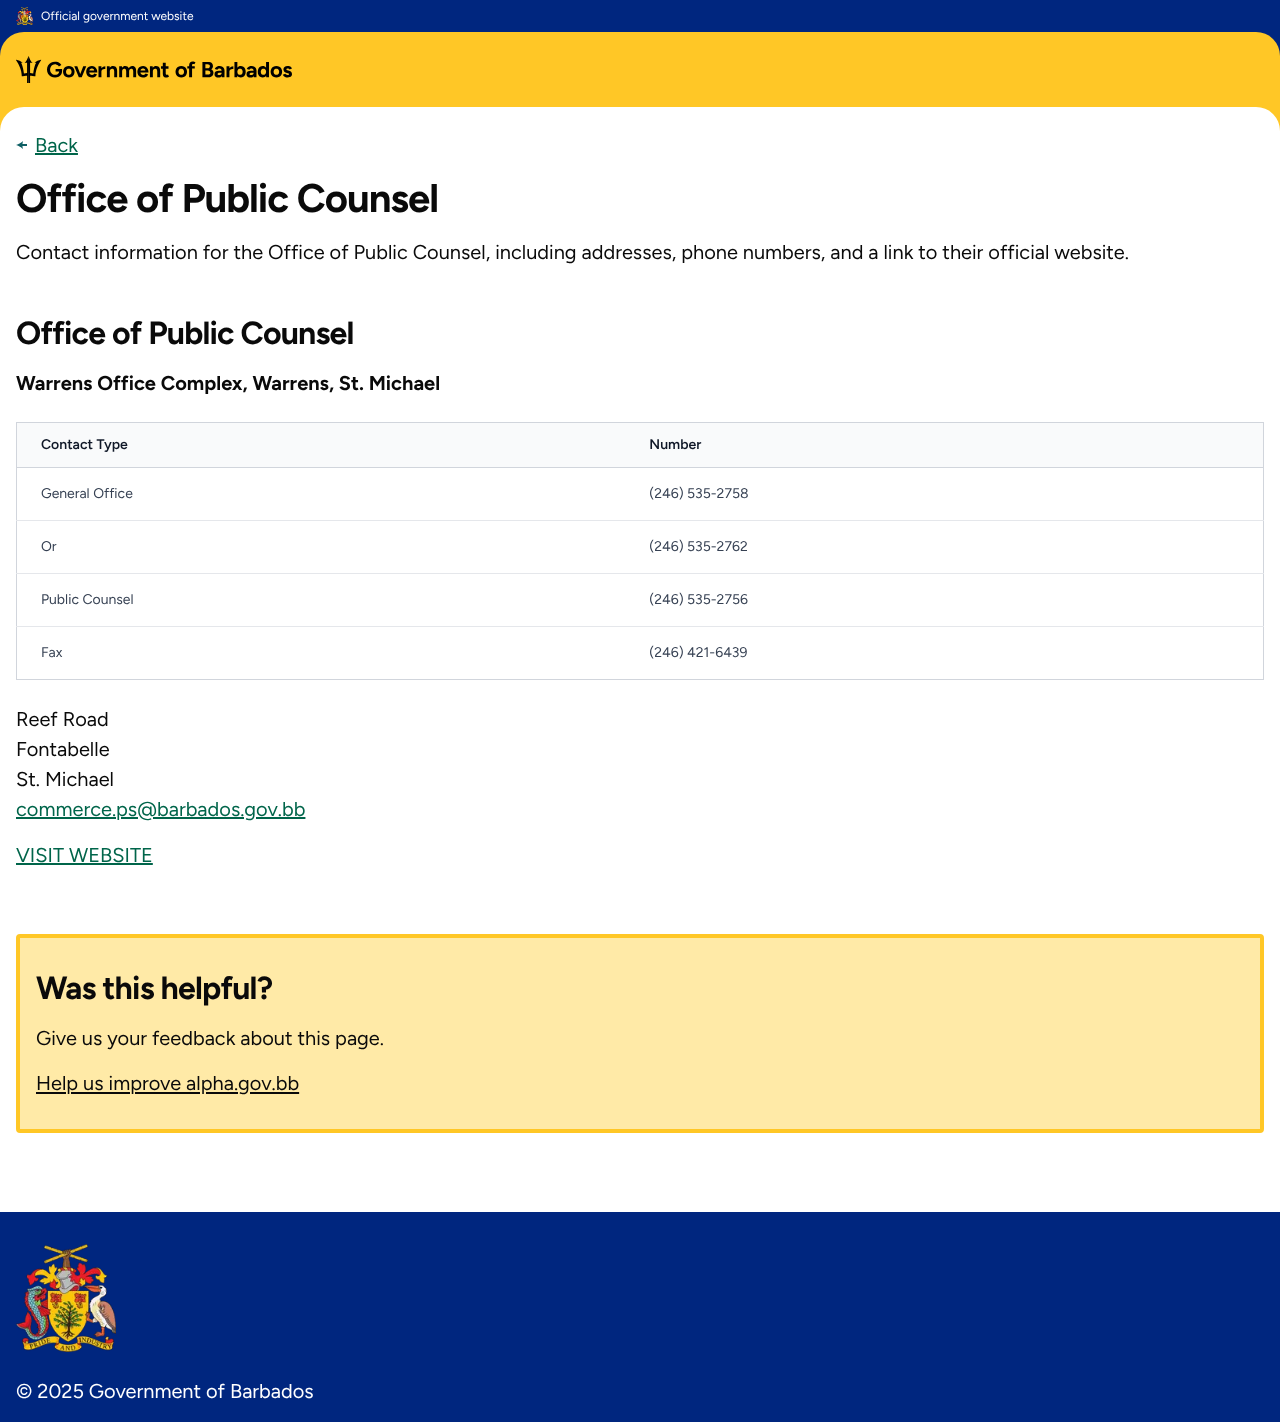 Official government website
Government of Barbados
Back
Office of Public Counsel
Contact information for the Office of Public Counsel, including addresses, phone numbers, and a link to their official website.
Office of Public Counsel
Warrens Office Complex, Warrens, St. Michael
Contact Type Number
General Office (246) 535-2758
Or (246) 535-2762
Public Counsel (246) 535-2756
Fax (246) 421-6439
Reef Road
Fontabelle
St. Michael
commerce.ps@barbados.gov.bb
VISIT WEBSITE
Was this helpful?
Give us your feedback about this page.
Help us improve alpha.gov.bb
PRIDE AND INDUSTRY
© 2025 Government of Barbados